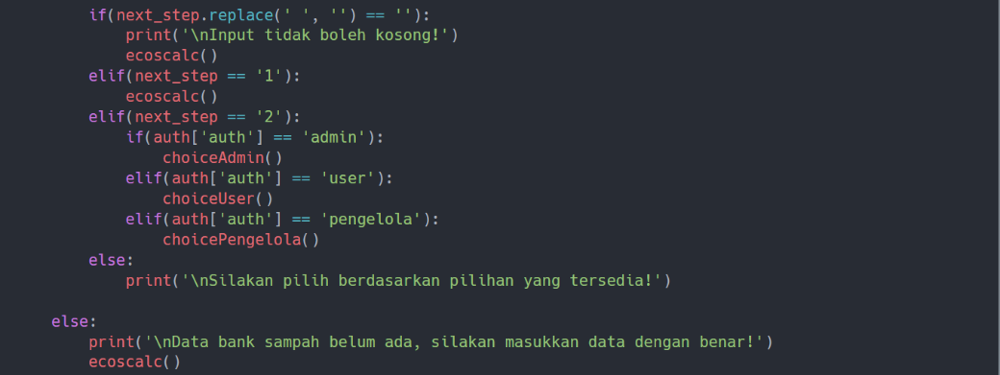 if(next_step.replace(' ', '') == ''):
print('\nInput tidak boleh kosong!')
ecoscalc()
elif(next_step == '1'):
ecoscalc()
elif(next_step == '2'):
if(auth['auth'] == 'admin'):
choiceAdmin()
elif(auth['auth'] == 'user'):
choiceUser()
elif(auth['auth'] == 'pengelola'):
choicePengelola()
else:
print('\nSilakan pilih berdasarkan pilihan yang tersedia!')
else:
print('\nData bank sampah belum ada, silakan masukkan data dengan benar!')
ecoscalc()